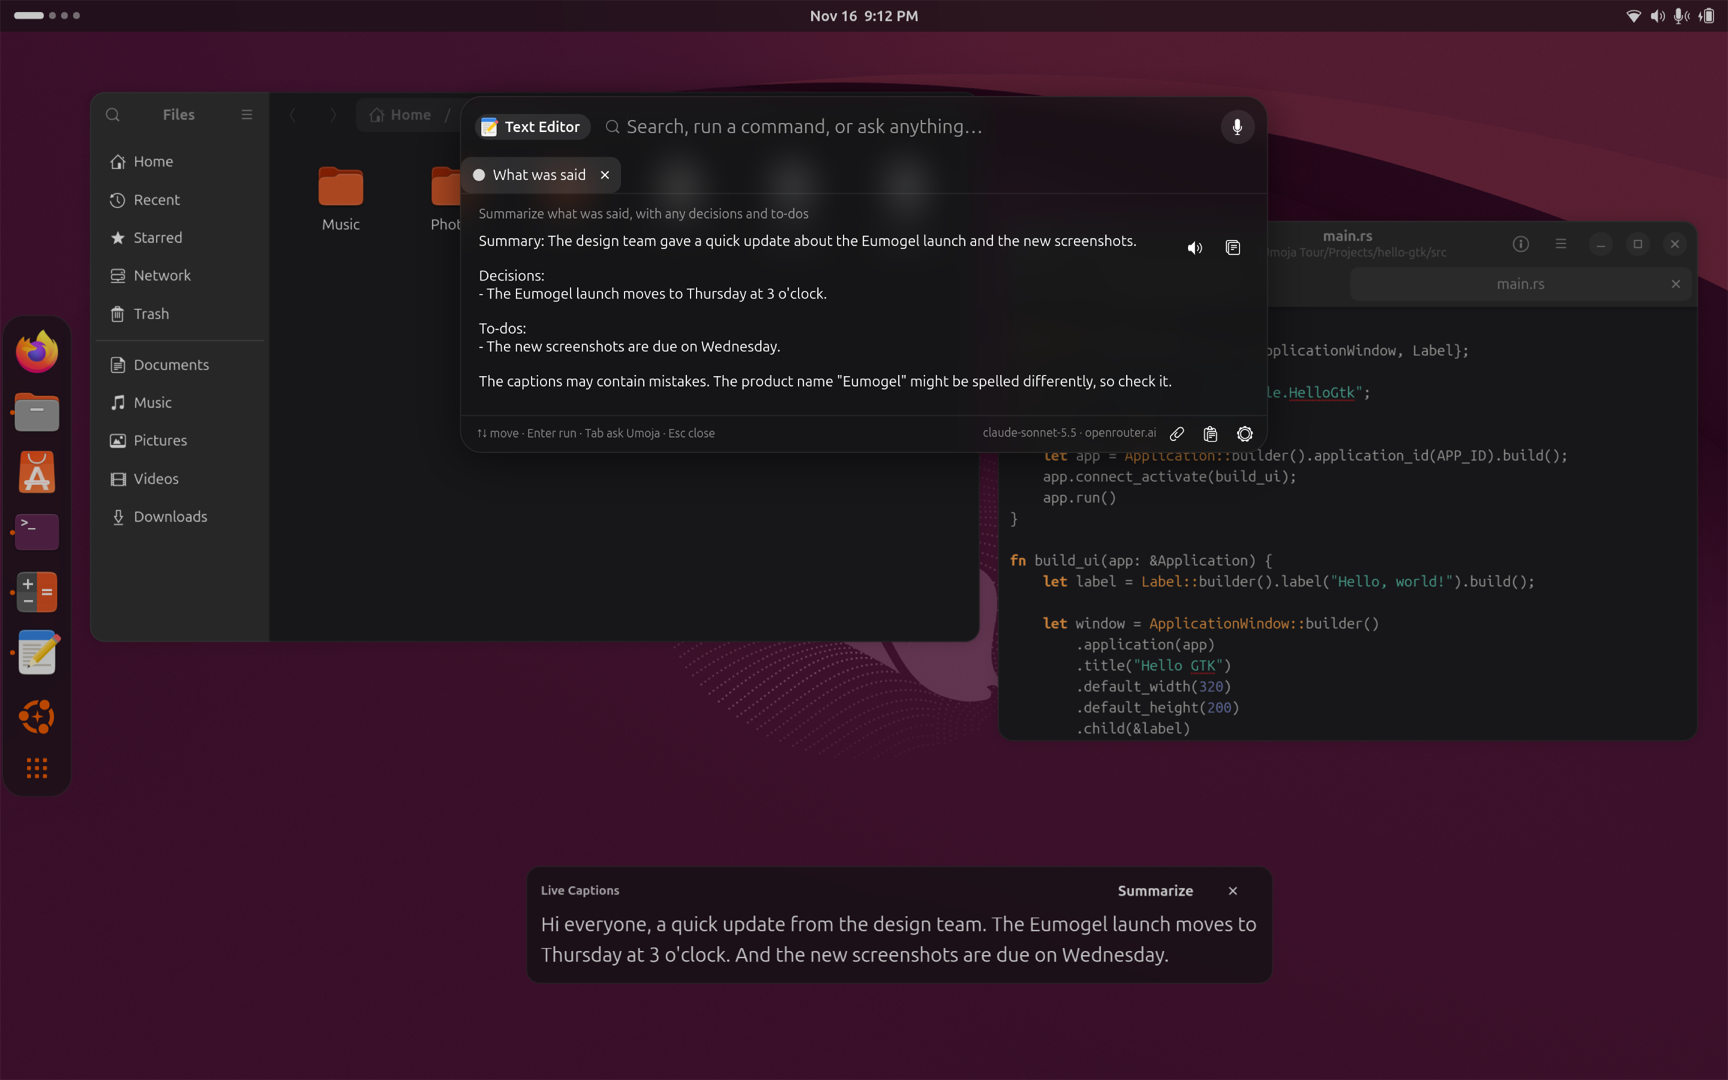 Nov 16 9:12 PM
Files
Home /
Home
Recent
Starred
Network
Trash
Documents
Music
Pictures
Videos
Downloads
Music
Phot
Text Editor
Search, run a command, or ask anything…
What was said
Summarize what was said, with any decisions and to-dos
Summary: The design team gave a quick update about the Eumogel launch and the new screenshots.
Decisions:
- The Eumogel launch moves to Thursday at 3 o'clock.
To-dos:
- The new screenshots are due on Wednesday.
The captions may contain mistakes. The product name "Eumogel" might be spelled differently, so check it.
↑↓ move · Enter run · Tab ask Umoja · Esc close
claude-sonnet-5.5 · openrouter.ai
main.rs
moja Tour/Projects/hello-gtk/src
main.rs
pplicationWindow, Label};
le.HelloGtk";
let app = Application::builder().application_id(APP_ID).build();
app.connect_activate(build_ui);
app.run()
}
fn build_ui(app: &Application) {
let label = Label::builder().label("Hello, world!").build();
let window = ApplicationWindow::builder()
.application(app)
.title("Hello GTK")
.default_width(320)
.default_height(200)
.child(&label)
Live Captions
Summarize
Hi everyone, a quick update from the design team. The Eumogel launch moves to
Thursday at 3 o'clock. And the new screenshots are due on Wednesday.